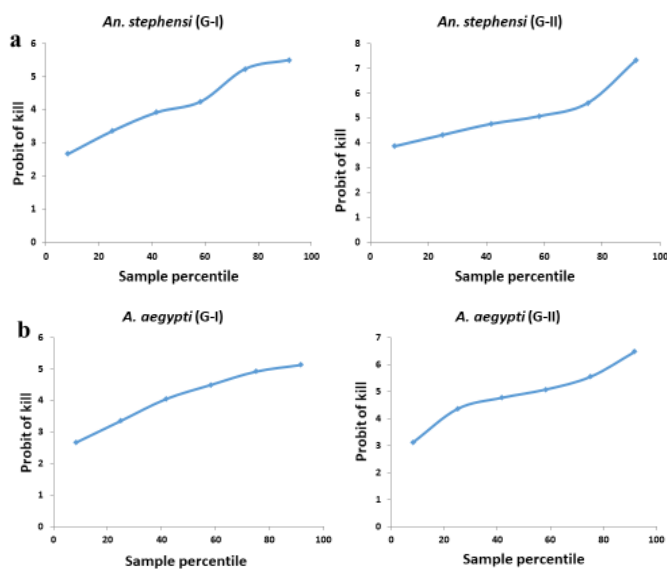 a
An. stephensi (G-I)
6
5
4
3
2
1
0
0 20 40 60 80 100
Probit of kill
Sample percentile
An. stephensi (G-II)
8
7
6
5
4
3
2
1
0
0 20 40 60 80 100
Probit of kill
Sample percentile
b
A. aegypti (G-I)
6
5
4
3
2
1
0
0 20 40 60 80 100
Probit of kill
Sample percentile
A. aegypti (G-II)
7
6
5
4
3
2
1
0
0 20 40 60 80 100
Probit of kill
Sample percentile